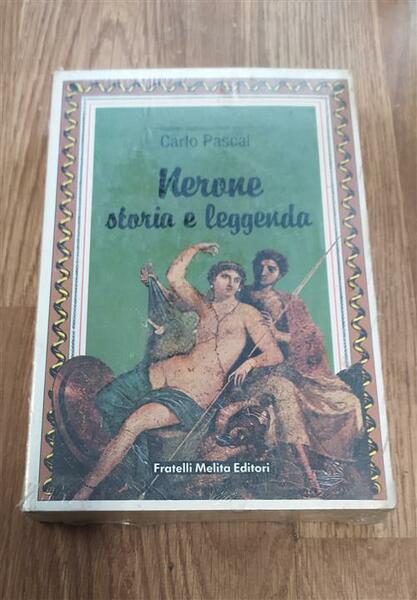 Carlo Pascal
Nerone
storia e leggenda
Fratelli Melita Editori